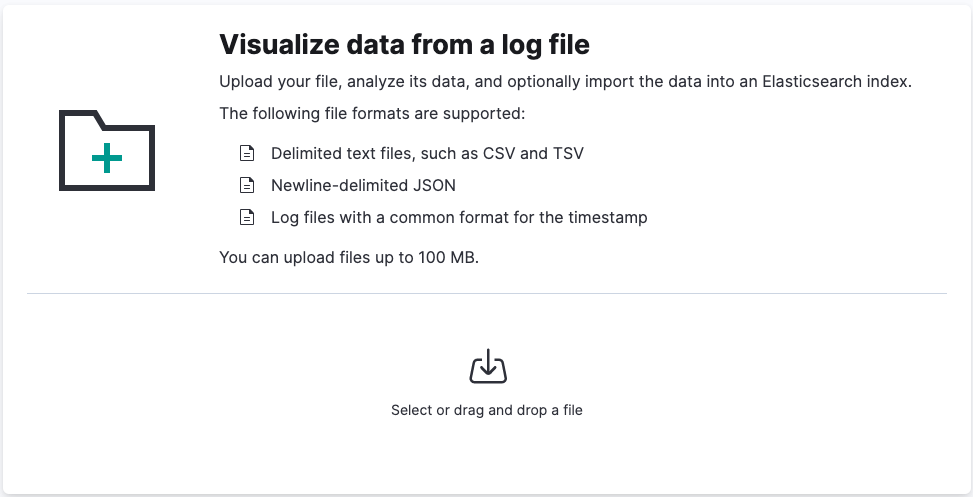 Visualize data from a log file
Upload your file, analyze its data, and optionally import the data into an Elasticsearch index.
The following file formats are supported:
Delimited text files, such as CSV and TSV
Newline-delimited JSON
Log files with a common format for the timestamp
You can upload files up to 100 MB.
Select or drag and drop a file